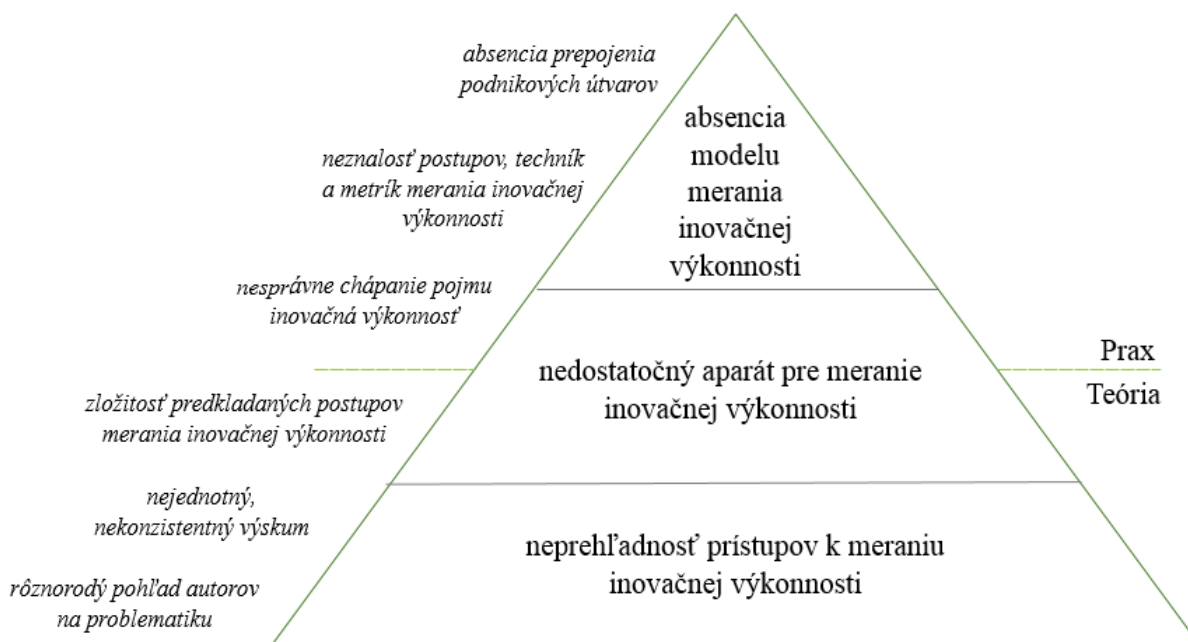 absencia prepojenia
podnikových útvarov
absencia
modelu
merania
inovačnej
výkonnosti
neznalosť postupov, techník
a metrík merania inovačnej
výkonnosti
nesprávne chápanie pojmu
inovačná výkonnosť
nedostatočný aparát pre meranie
inovačnej výkonnosti
Prax
Teória
zložitosť predkladaných postupov
merania inovačnej výkonnosti
nejednotný,
nekonzistentný výskum
neprehľadnosť prístupov k meraniu
inovačnej výkonnosti
rôznorodý pohľad autorov
na problematiku